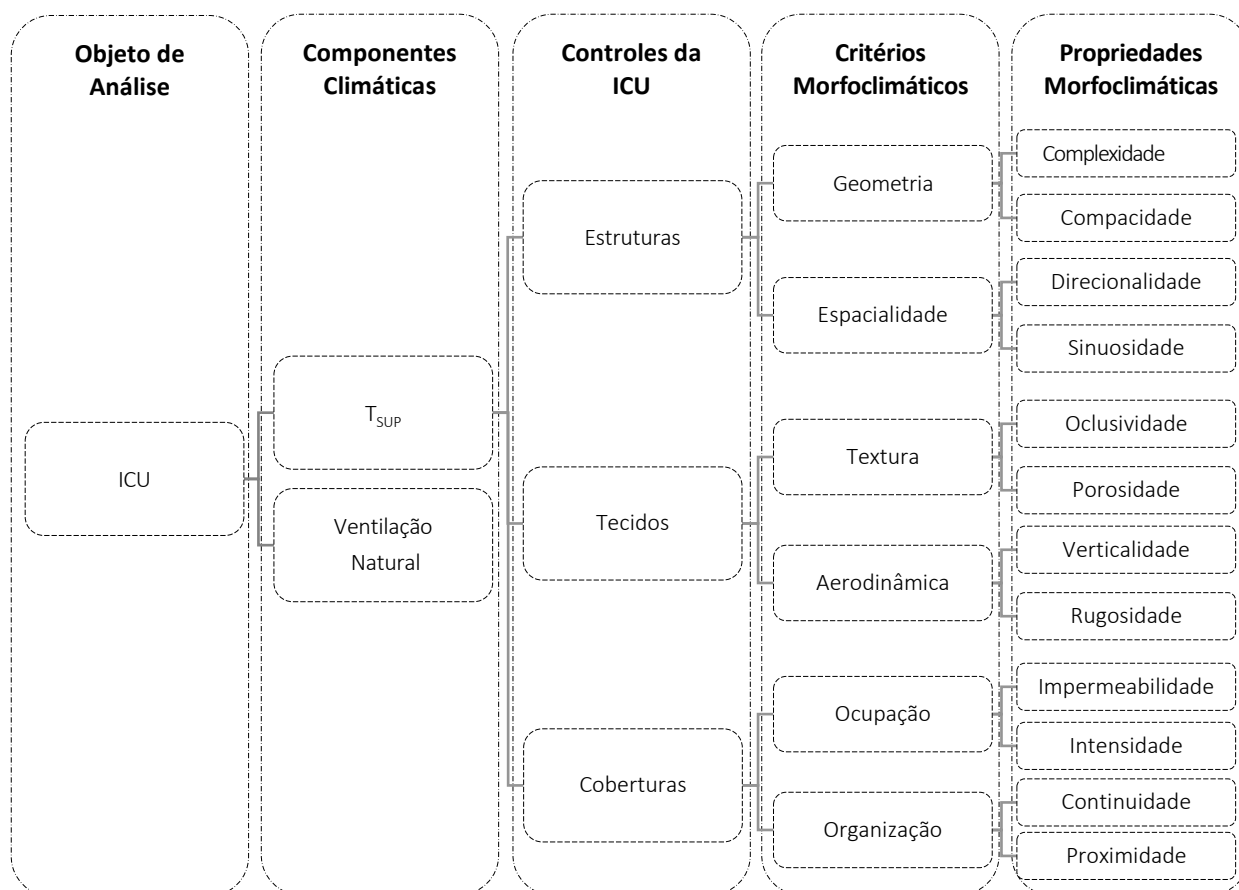 Objeto de
Análise
Componentes
Climáticas
Controles da
ICU
Critérios
Morfoclimáticos
Propriedades
Morfoclimáticas
ICU
T_SUP
Ventilação
Natural
Estruturas
Tecidos
Coberturas
Geometria
Espacialidade
Textura
Aerodinâmica
Ocupação
Organização
Complexidade
Compacidade
Direcionalidade
Sinuosidade
Oclusividade
Porosidade
Verticalidade
Rugosidade
Impermeabilidade
Intensidade
Continuidade
Proximidade